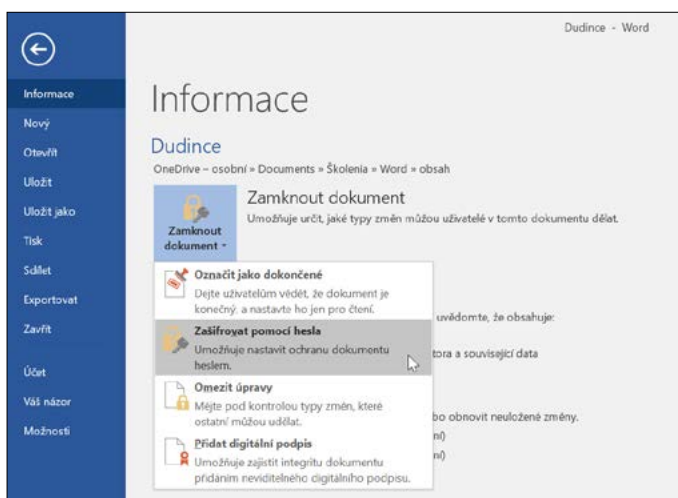 Dudince - Word
Informace
Nový
Otevřít
Uložit
Uložit jako
Tisk
Sdílet
Exportovat
Zavřít
Účet
Váš názor
Možnosti
Informace
Dudince
OneDrive – osobní » Documents » Školenia » Word » obsah
Zamknout dokument
Zamknout dokument
Umožňuje určit, jaké typy změn můžou uživatelé v tomto dokumentu dělat.
Označit jako dokončené
Dejte uživatelům vědět, že dokument je
konečný, a nastavte ho jen pro čtení.
Zašifrovat pomocí hesla
Umožňuje nastavit ochranu dokumentu
heslem.
Omezit úpravy
Mějte pod kontrolou typy změn, které
ostatní můžou udělat.
Přidat digitální podpis
Umožňuje zajistit integritu dokumentu
přidáním neviditelného digitálního podpisu.
uvědomte, že obsahuje:
tora a související data
bo obnovit neuložené změny.
ní)
ní)